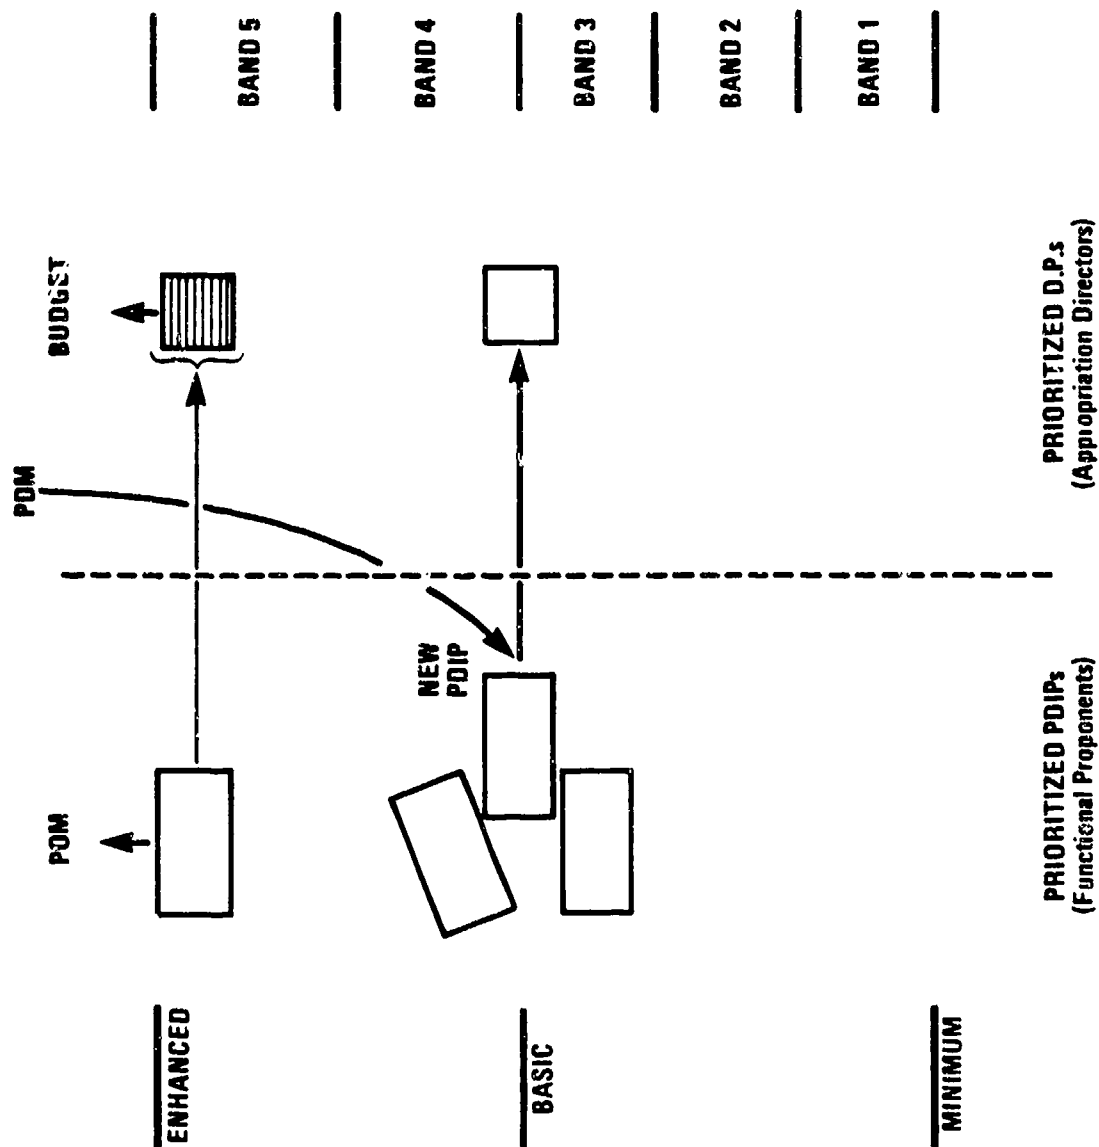 MINIMUM
BASIC
ENHANCED
PRIORITIZED PDIPs
(Functional Proponents)
POM
NEW
PDIP
PDM
PRIORITIZED D.P.s
(Appropriation Directors)
BUDGET
BAND 1
BAND 2
BAND 3
BAND 4
BAND 5